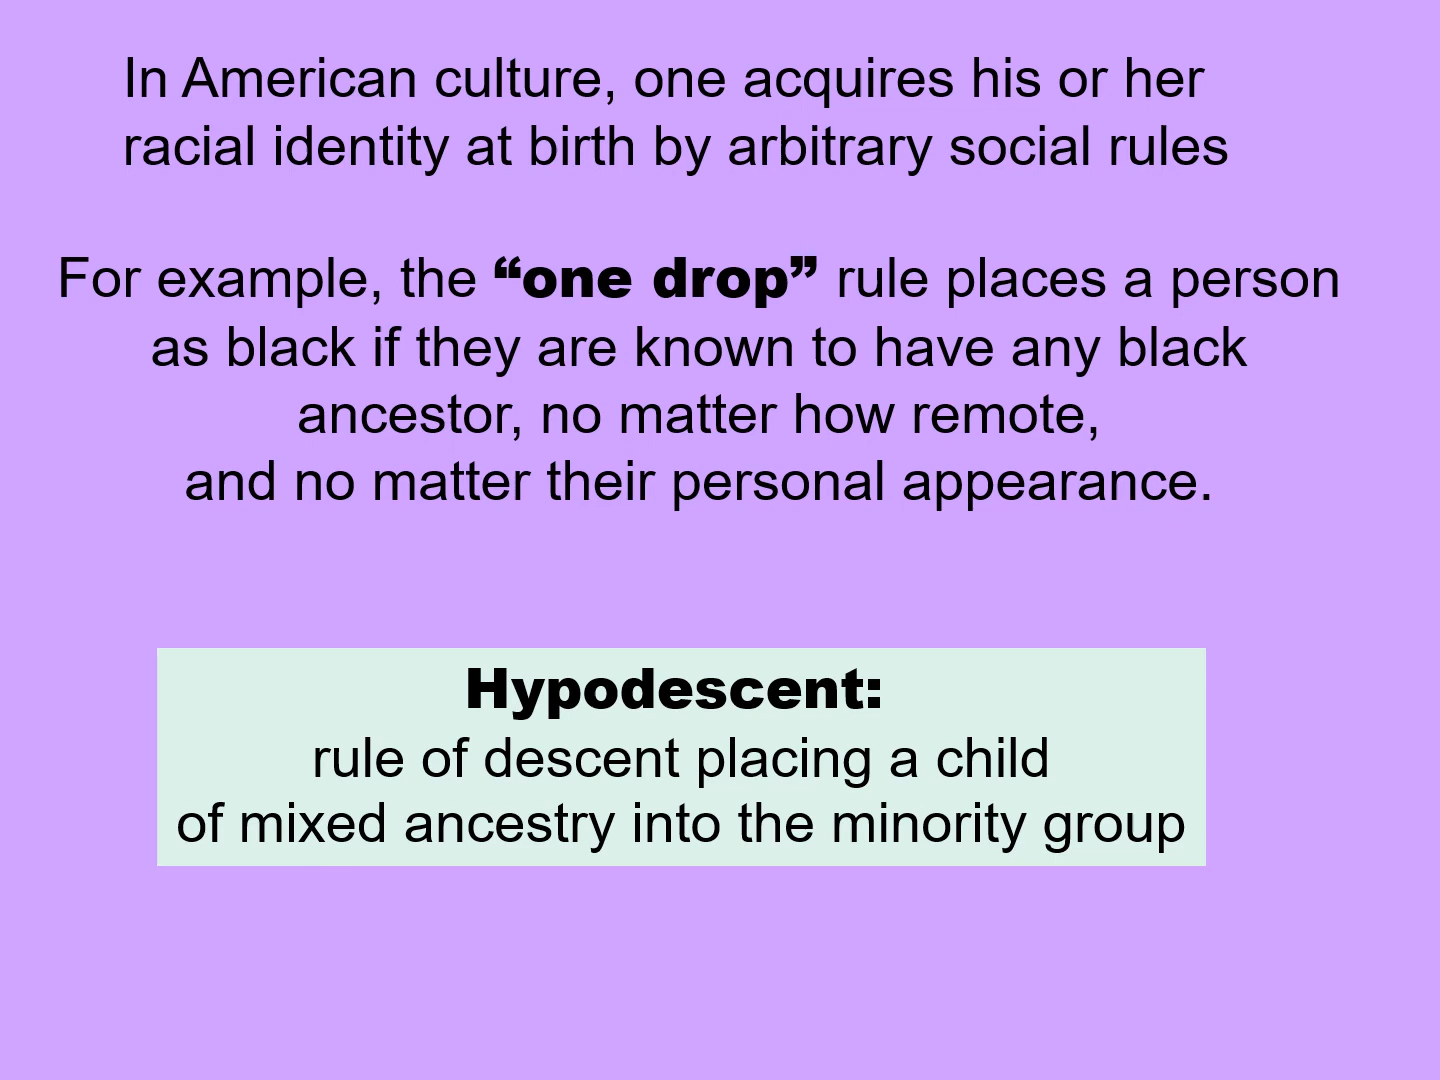 In American culture, one acquires his or her
racial identity at birth by arbitrary social rules
For example, the “one drop” rule places a person
as black if they are known to have any black
ancestor, no matter how remote,
and no matter their personal appearance.
Hypodescent:
rule of descent placing a child
of mixed ancestry into the minority group